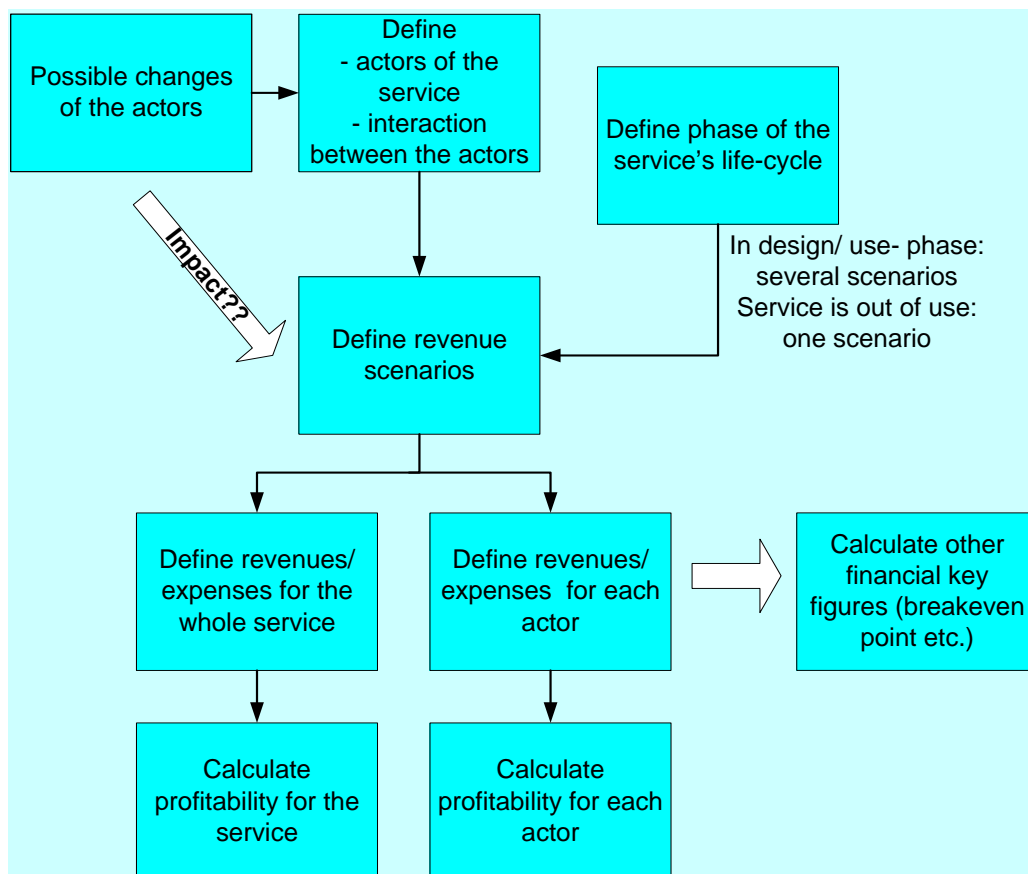 Possible changes
of the actors
Define
- actors of the
service
- interaction
between the actors
Define phase of the
service's life-cycle
In design/ use- phase:
several scenarios
Service is out of use:
one scenario
Impact??
Define revenue
scenarios
Define revenues/
expenses for the
whole service
Define revenues/
expenses  for each
actor
Calculate other
financial key
figures (breakeven
point etc.)
Calculate
profitability for the
service
Calculate
profitability for each
actor